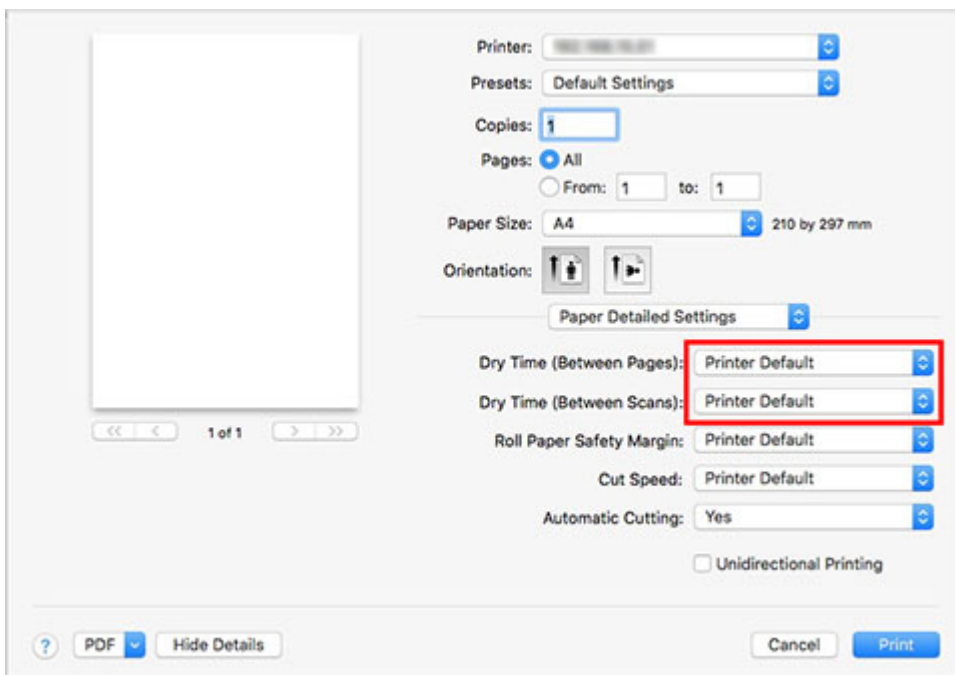 Printer:
Presets: Default Settings
Copies: 1
Pages: All
From: 1 to: 1
Paper Size: A4 210 by 297 mm
Orientation:
Paper Detailed Settings
Dry Time (Between Pages): Printer Default
Dry Time (Between Scans): Printer Default
<< < 1 of 1 > >>
Roll Paper Safety Margin: Printer Default
Cut Speed: Printer Default
Automatic Cutting: Yes
Unidirectional Printing
? PDF Hide Details Cancel Print